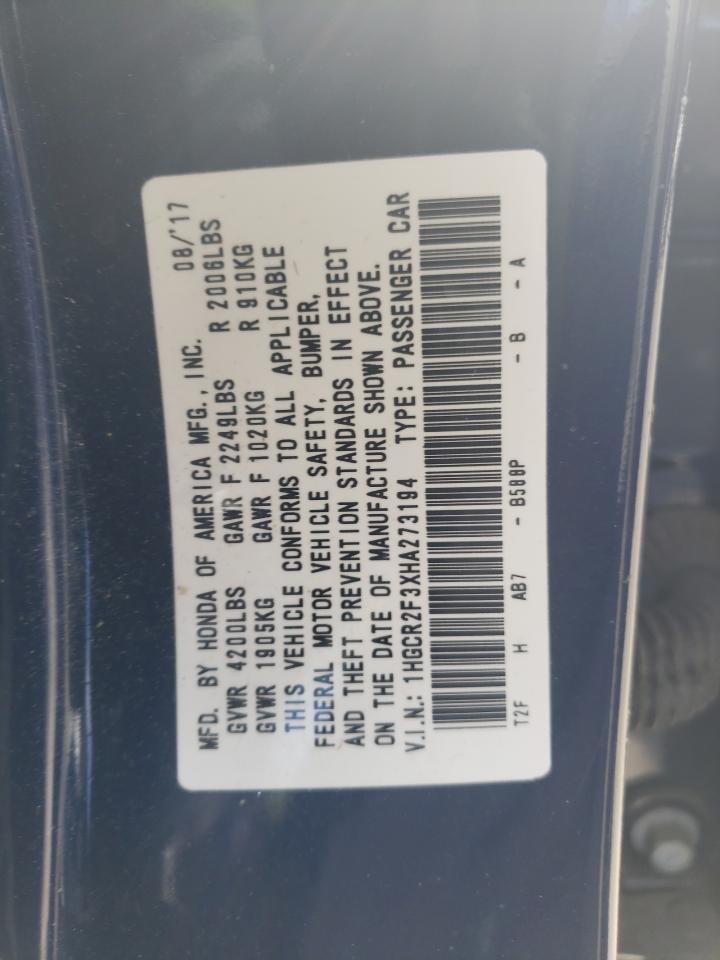 MFD. BY HONDA OF AMERICA MFG., INC. 08/'17
GVWR 4200LBS GAWR F 2249LBS R 2006LBS
GVWR 1905KG GAWR F 1020KG R 910KG
THIS VEHICLE CONFORMS TO ALL APPLICABLE
FEDERAL MOTOR VEHICLE SAFETY, BUMPER,
AND THEFT PREVENTION STANDARDS IN EFFECT
ON THE DATE OF MANUFACTURE SHOWN ABOVE.
V.I.N.: 1HGCR2F3XHA273194 TYPE: PASSENGER CAR
T2F H AB7 - B588P - B - A